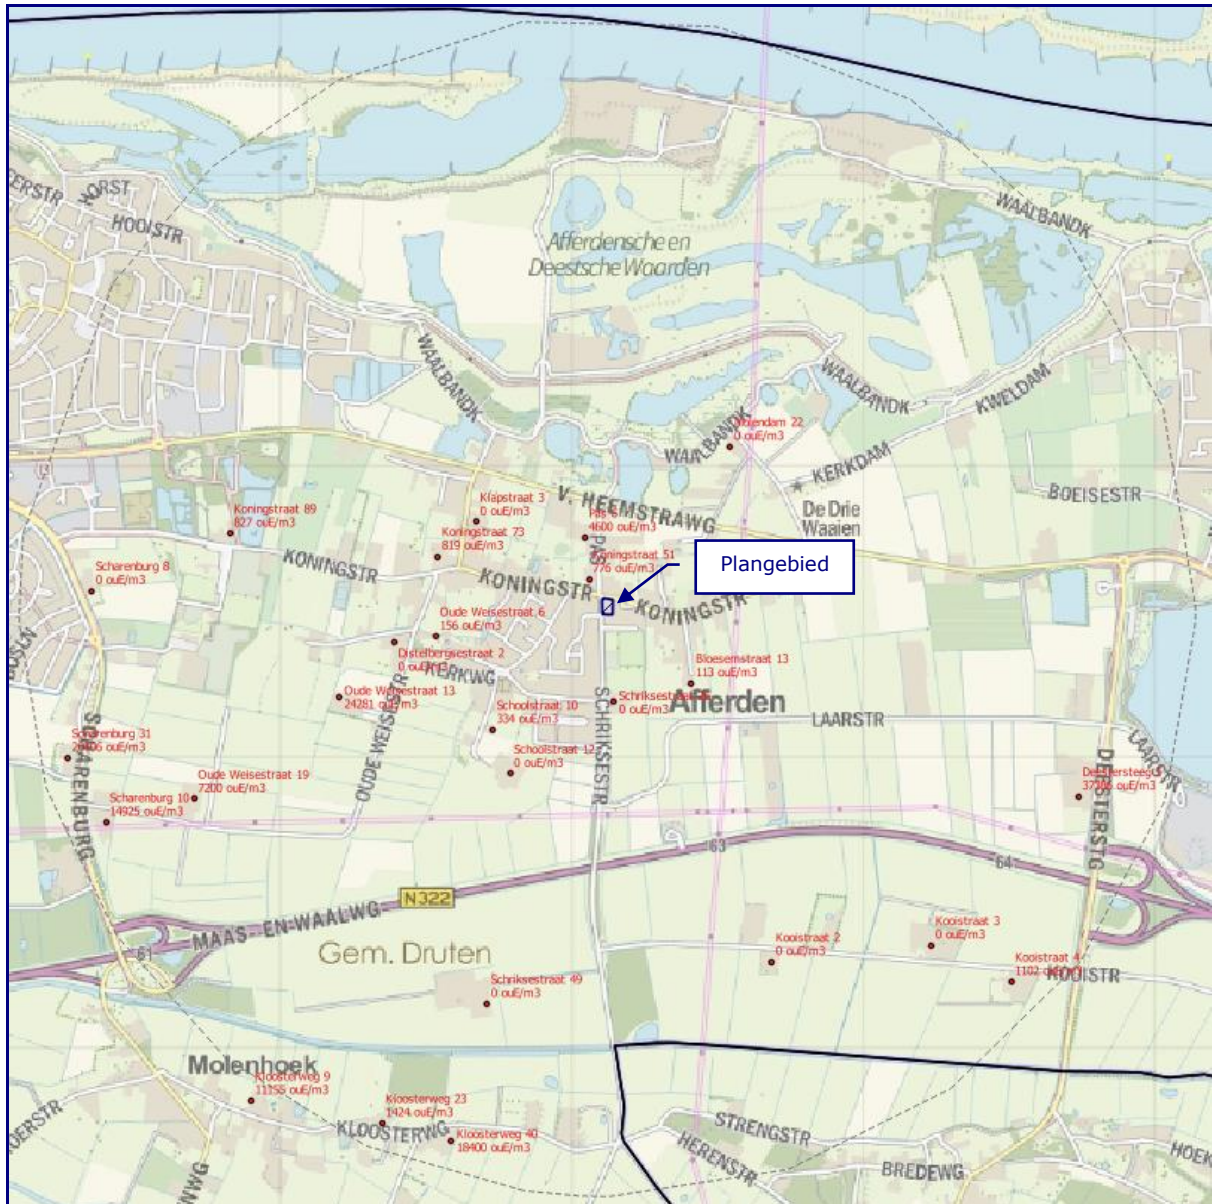 HOOISTR
Afferdensche en
Deestsche Waarden
WAALBANDK
WAALBANDK
WAALBANDK
KWELDAM
KERKDAM
De Drie
Waaien
BOEISESTR
0 ouE/m3
V. HEEMSTRAWG
Klapstraat 3
0 ouE/m3
Koningstraat 89
827 ouE/m3
Koningstraat 73
819 ouE/m3
4600 ouE/m3
PAS
Koningstraat 51
776 ouE/m3
Plangebied
KONINGSTR
KONINGSTR
KONINGSTR
Scharenburg 8
0 ouE/m3
Oude Weisestraat 6
156 ouE/m3
Distelbergsestraat 2
0 ouE/m3
KERKWG
Oude Weisestraat 13
24281 ouE/m3
OUDE WEISESTR
Bloesemstraat 13
113 ouE/m3
0 ouE/m3
Afferden
SCHRIKSESTR
LAARSTR
LAARSTR
Schoolstraat 10
334 ouE/m3
Schoolstraat 12
0 ouE/m3
Scharenburg 31
SCHARENBURG
Oude Weisestraat 19
7200 ouE/m3
Scharenburg 10
14925 ouE/m3
DEESTERSTG
63
64
N 322
MAAS- EN-WAALWG
61
Gem. Druten
Kooistraat 3
0 ouE/m3
Kooistraat 2
0 ouE/m3
Kooistraat 4
KOOISTR
Schriksestraat 49
0 ouE/m3
Molenhoek
Kloosterweg 9
11155 ouE/m3
Kloosterweg 23
1424 ouE/m3
KLOOSTERWG
Kloosterweg 40
18400 ouE/m3
STRENGSTR
HERENSTR
BREDEWG
HOEK